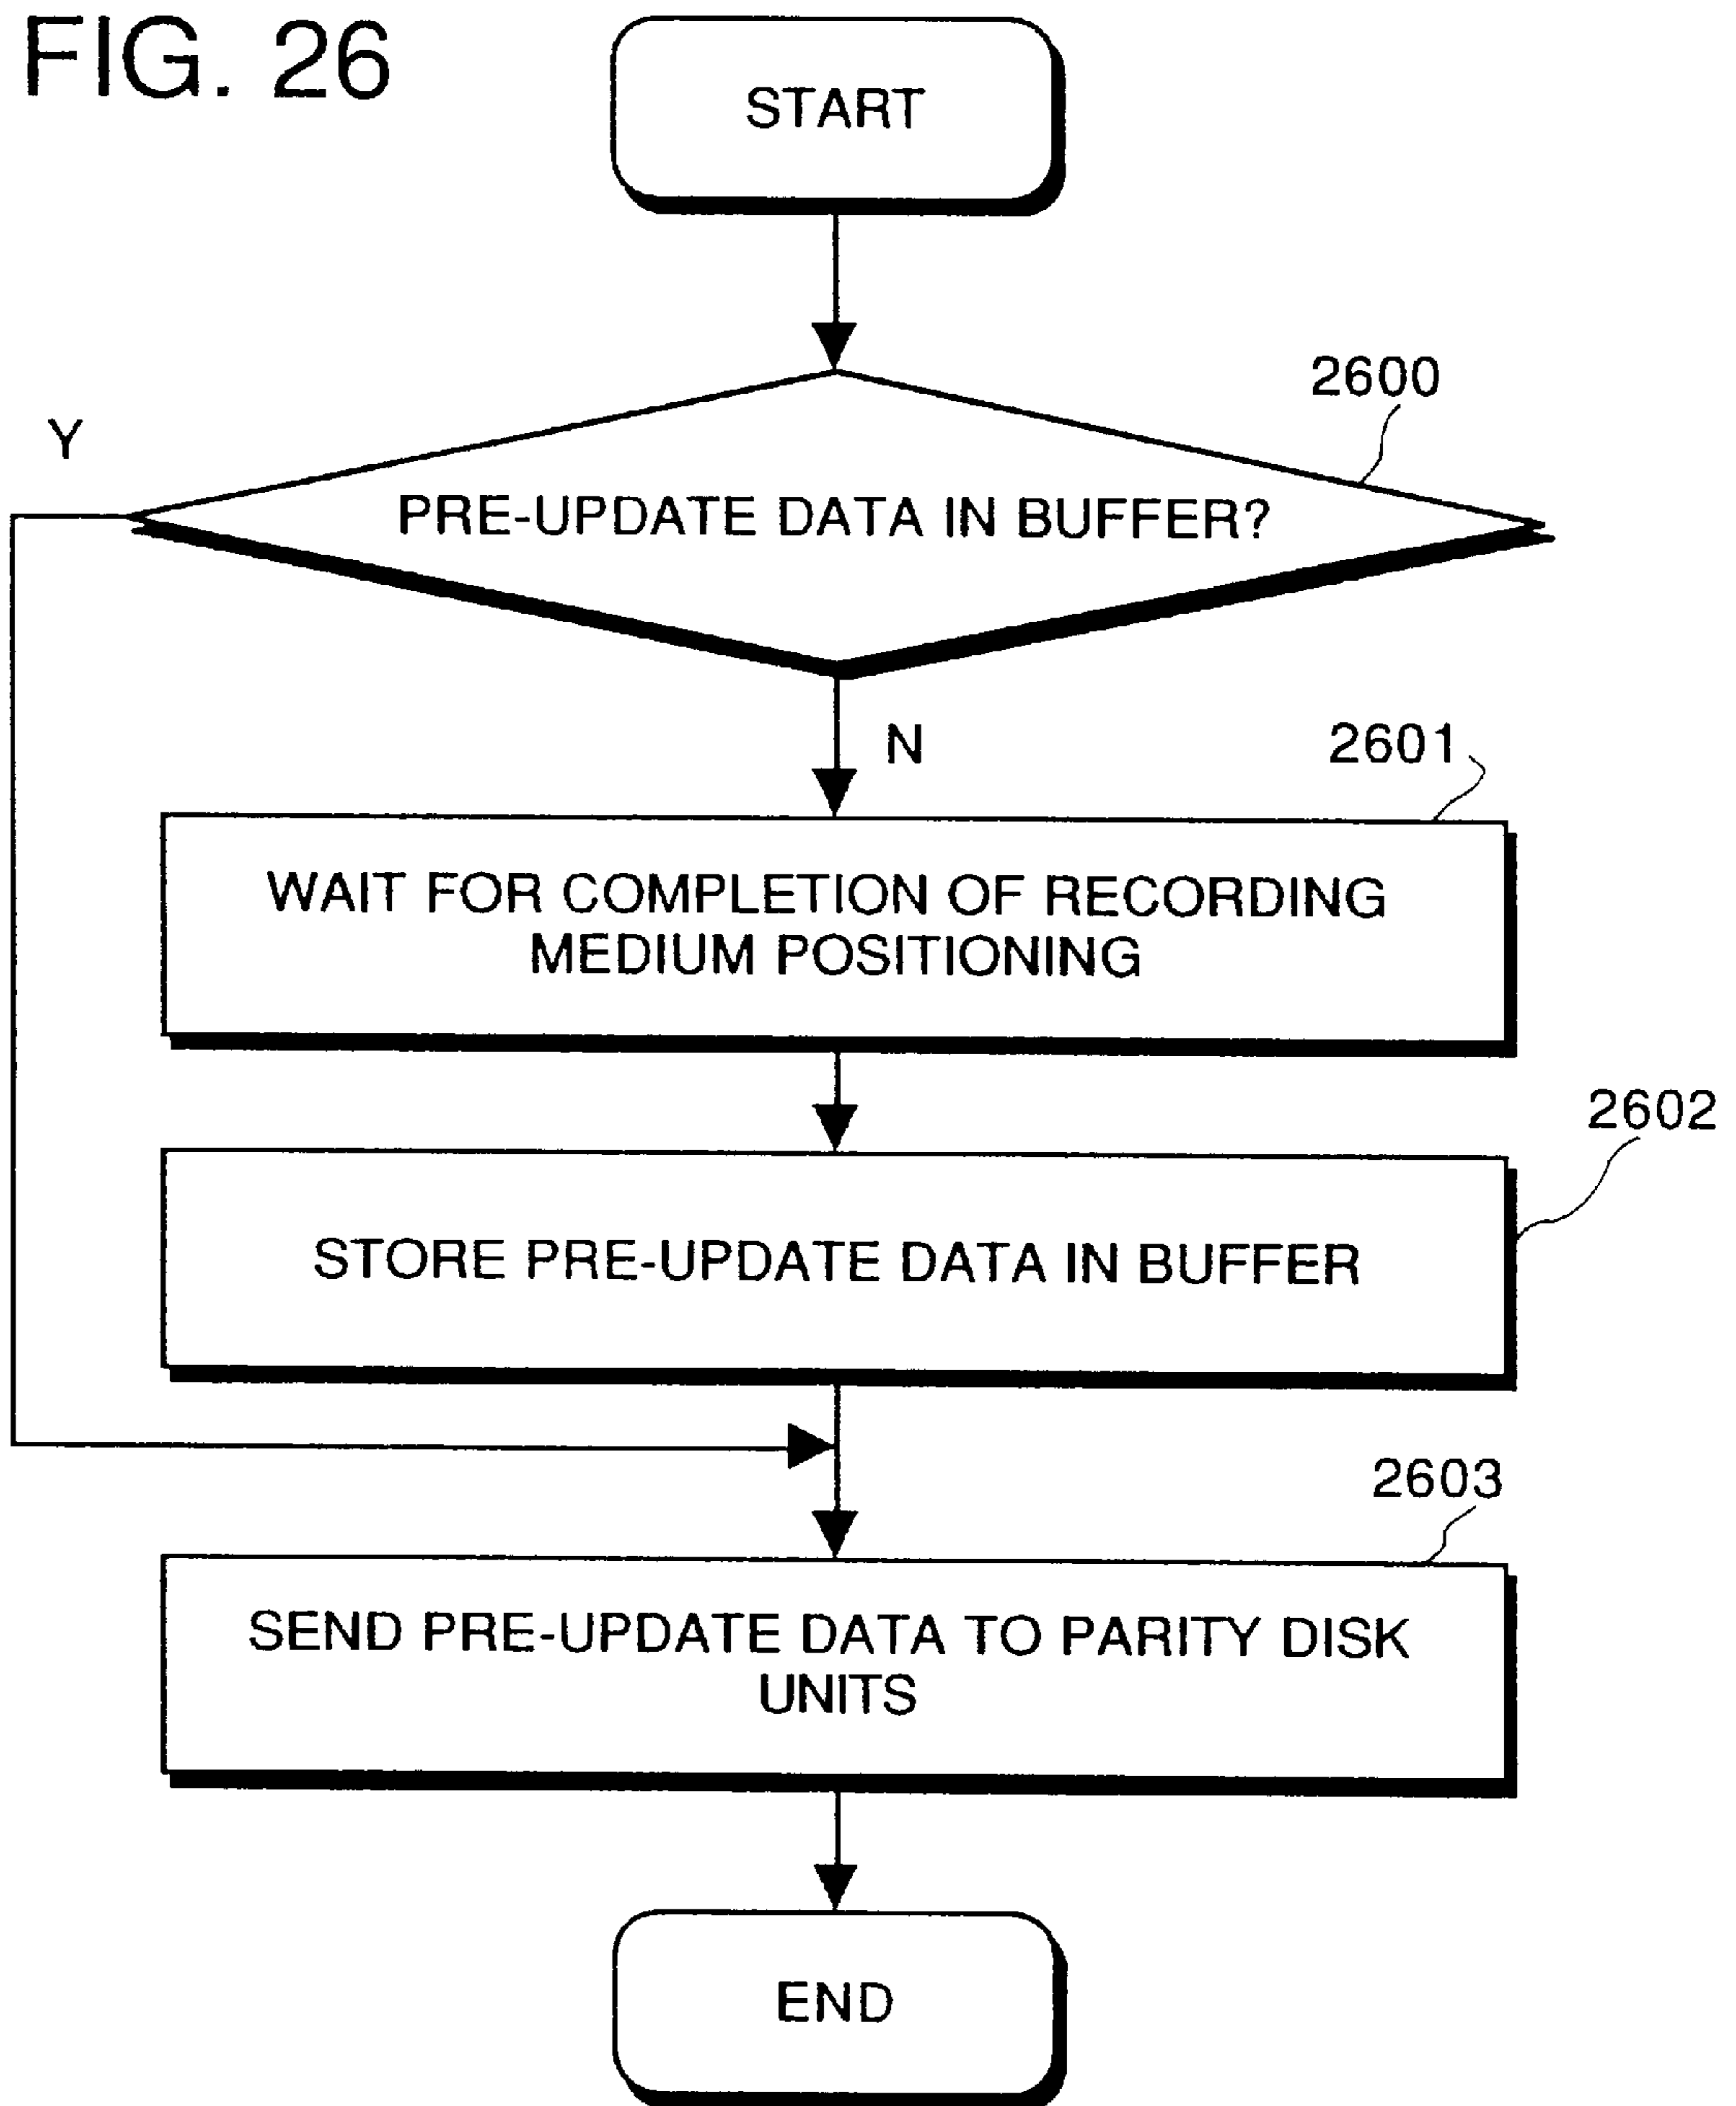 FIG. 26
START
2600
Y
PRE-UPDATE DATA IN BUFFER?
N
2601
WAIT FOR COMPLETION OF RECORDING
MEDIUM POSITIONING
2602
STORE PRE-UPDATE DATA IN BUFFER
2603
SEND PRE-UPDATE DATA TO PARITY DISK
UNITS
END